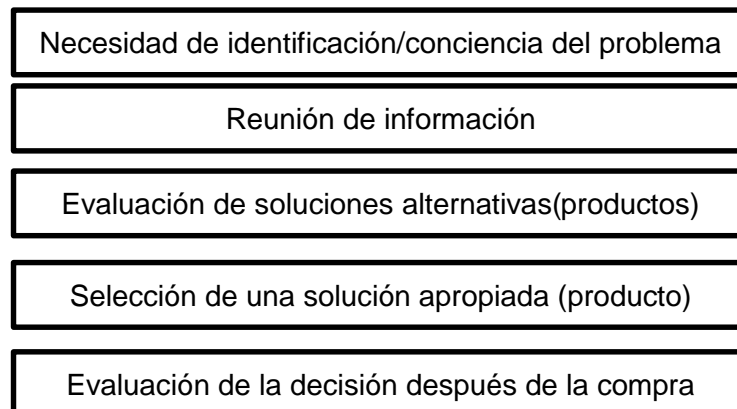 Necesidad de identificación/conciencia del problema
Reunión de información
Evaluación de soluciones alternativas(productos)
Selección de una solución apropiada (producto)
Evaluación de la decisión después de la compra